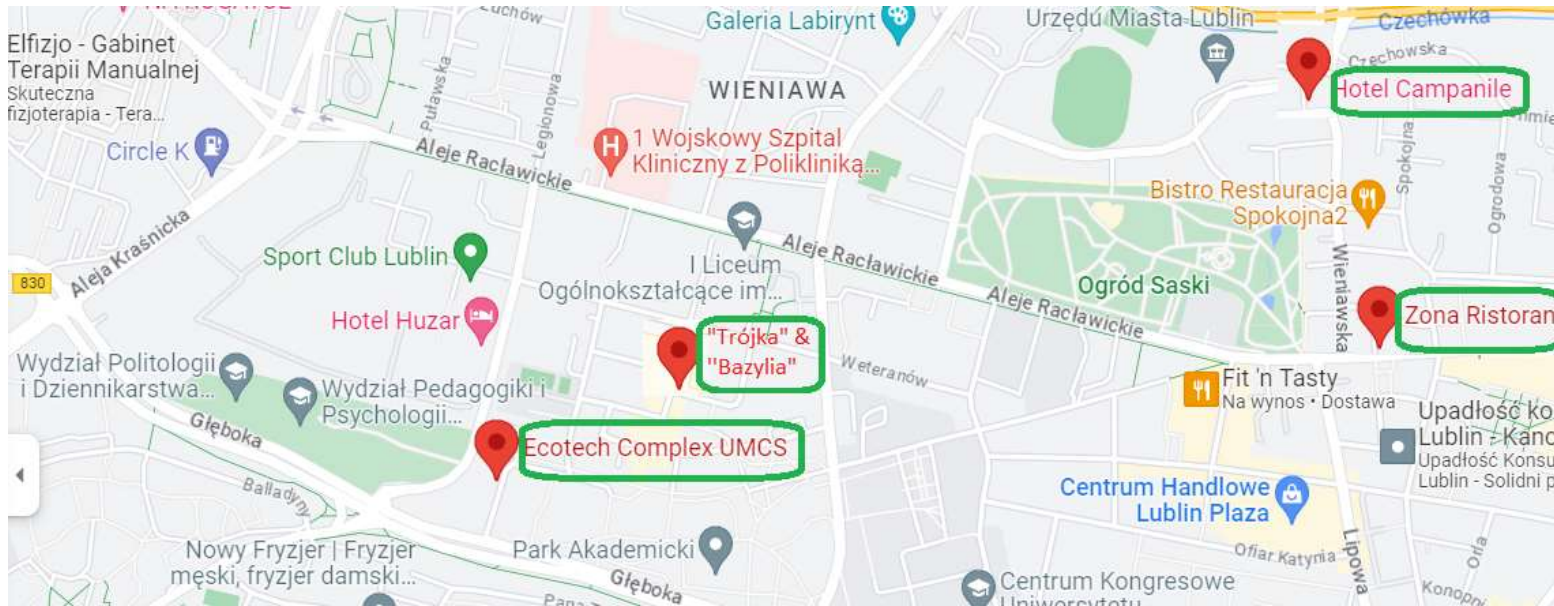 Żuchów
Galeria Labirynt
Urzędu Miasta Lublin
Czechówka
Elfizjo - Gabinet
Terapii Manualnej
Skuteczna
fizjoterapia - Tera...
Czechowska
Hotel Campanile
WIENIAWA
Puławska
Legionowa
1 Wojskowy Szpital
Kliniczny z Polikliniką...
Circle K
Aleje Racławickie
Spokojna
Ogrodowa
Bistro Restauracja
Spokojna2
Aleja Kraśnicka
Sport Club Lublin
I Liceum
Ogólnokształcące im...
Aleje Racławickie
830
Ogród Saski
Aleje Racławickie
Wieniawska
Hotel Huzar
"Trójka" &
"Bazylia"
Zona Ristoran
Wydział Politologii
i Dziennikarstwa...
Weteranów
Fit 'n Tasty
Na wynos • Dostawa
Wydział Pedagogiki i
Psychologii...
Głęboka
Upadłość ko
Lublin - Kanc
Upadłość Konsu
Lublin - Solidni p
Ecotech Complex UMCS
Balladyny
Centrum Handlowe
Lublin Plaza
Nowy Fryzjer | Fryzjer
męski, fryzjer damski...
Park Akademicki
Ofiar Katynia
Lipowa
Orla
Głęboka
Centrum Kongresowe
Uniwersytetu
Konopn
Pana